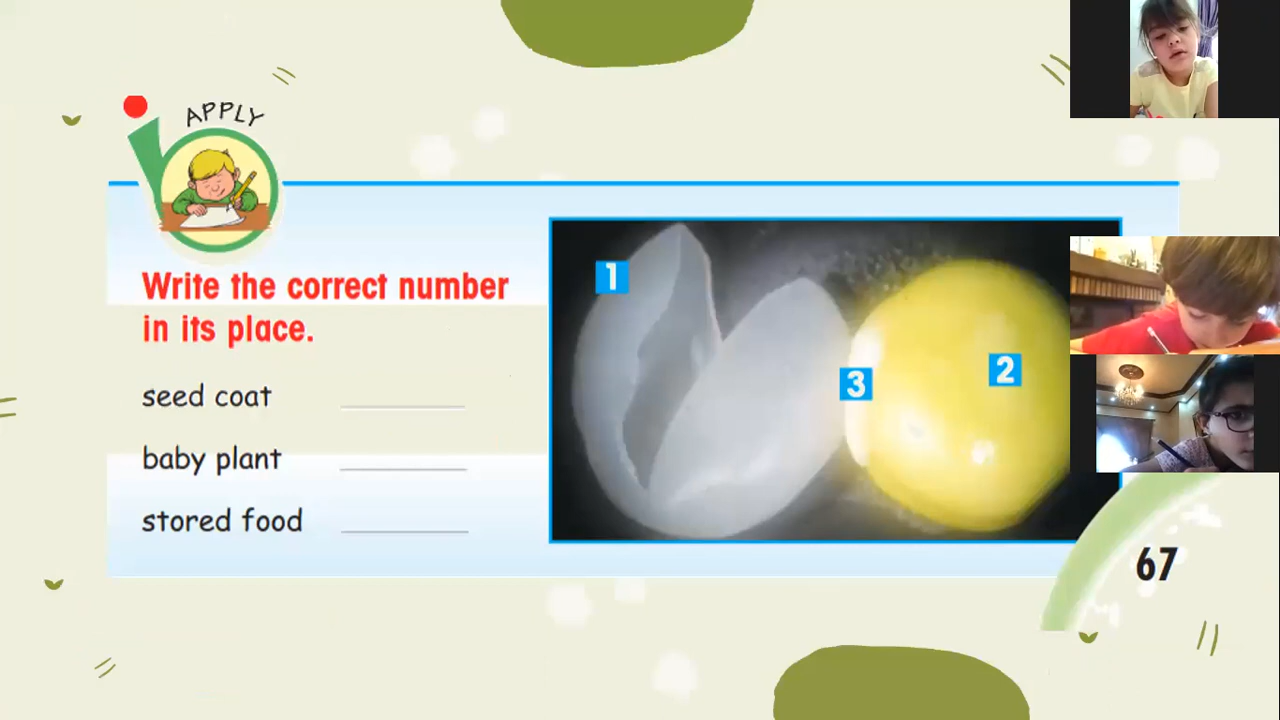 APPLY
Write the correct number
in its place.
seed coat
baby plant
stored food
1
3
2
67